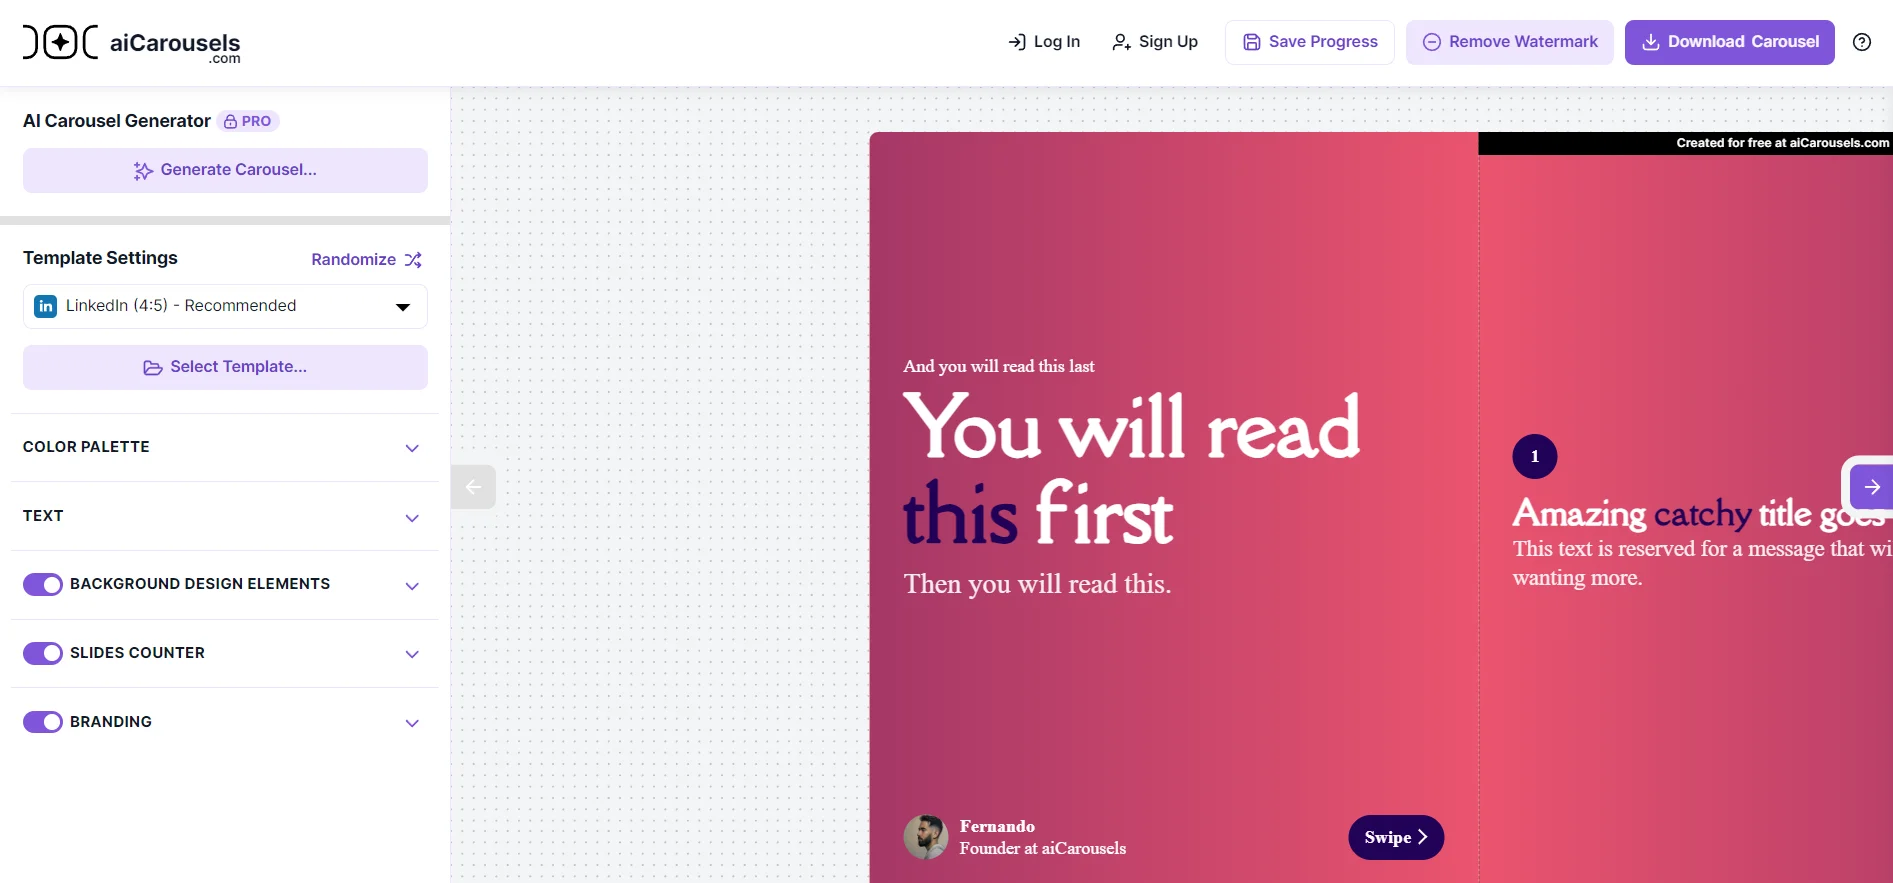 aiCarousels
.com
Log In
Sign Up
Save Progress
Remove Watermark
Download Carousel
AI Carousel Generator
PRO
Generate Carousel...
Template Settings
Randomize
in
LinkedIn (4:5) - Recommended
Select Template...
COLOR PALETTE
TEXT
BACKGROUND DESIGN ELEMENTS
SLIDES COUNTER
BRANDING
And you will read this last
You will read
this first
Then you will read this.
Fernando
Founder at aiCarousels
Swipe
Created for free at aiCarousels.com
1
Amazing catchy title goes
This text is reserved for a message that wi
wanting more.